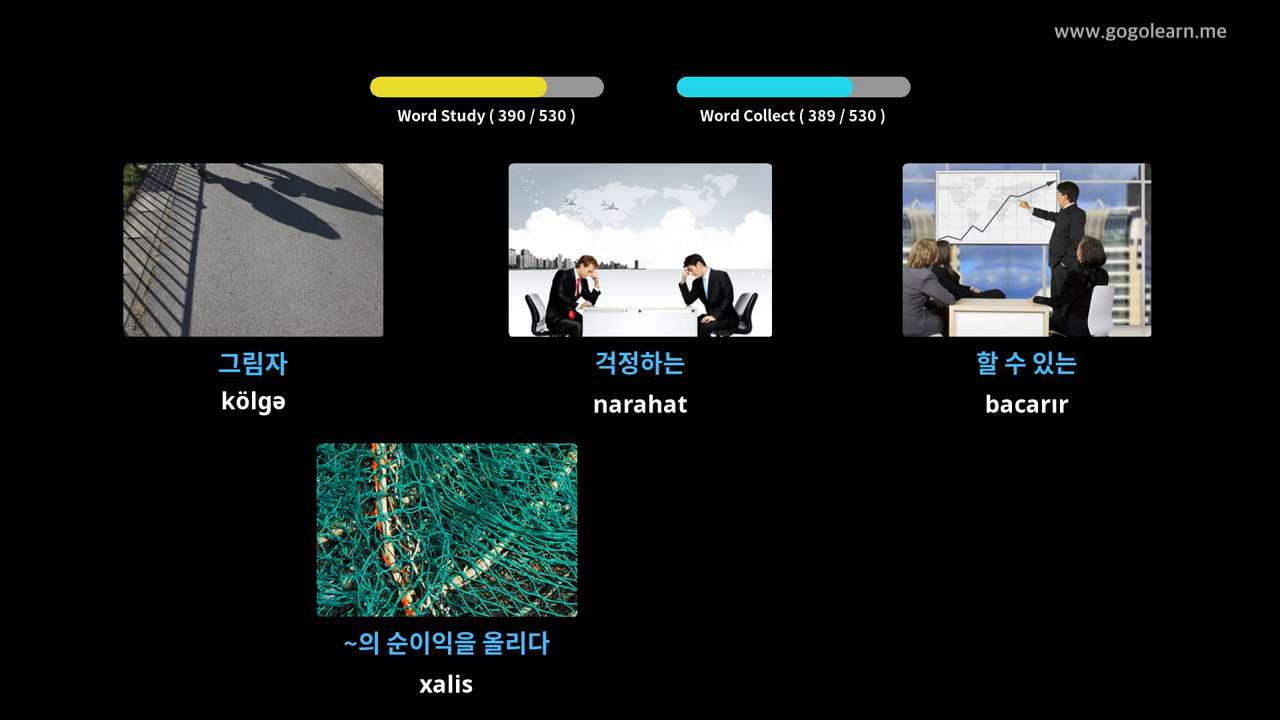 www.gogolearn.me
Word Study ( 390 / 530 )
Word Collect ( 389 / 530 )
그림자
kölgə
걱정하는
narahat
할 수 있는
bacarır
~의 순이익을 올리다
xalis